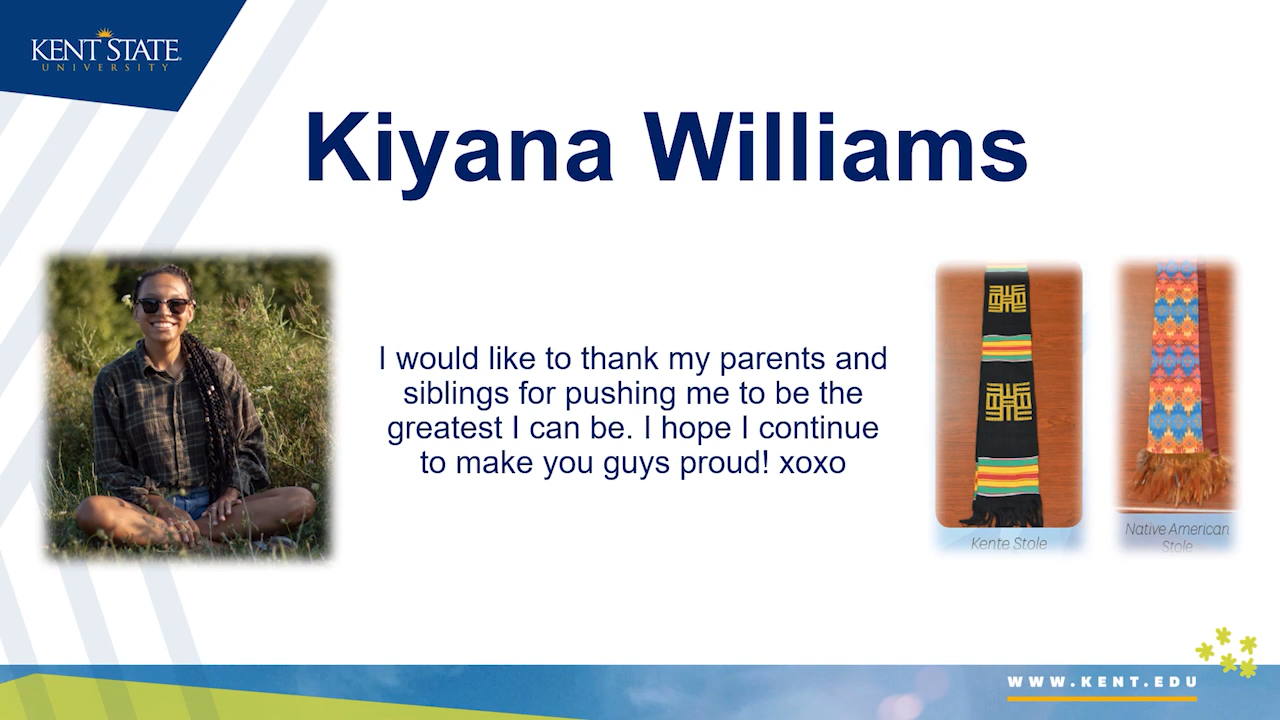 KENT STATE
UNIVERSITY
Kiyana Williams
I would like to thank my parents and
siblings for pushing me to be the
greatest I can be. I hope I continue
to make you guys proud! xoxo
Kente Stole
Native American
Stole
WWW.KENT.EDU